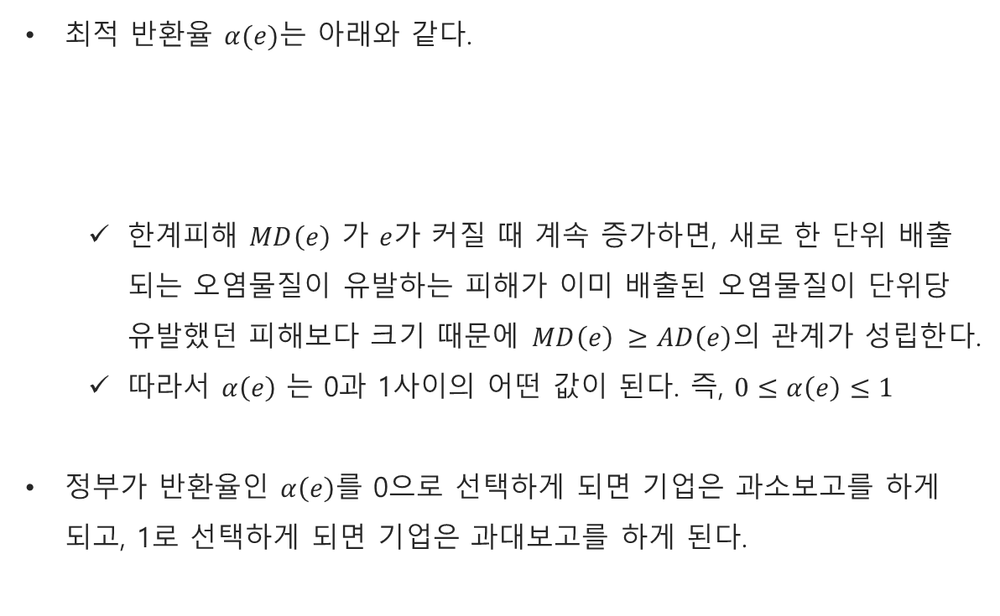 • 최적 반환율 α(e)는 아래와 같다.
✓ 한계피해 MD(e) 가 e가 커질 때 계속 증가하면, 새로 한 단위 배출
되는 오염물질이 유발하는 피해가 이미 배출된 오염물질이 단위당
유발했던 피해보다 크기 때문에 MD(e) ≥ AD(e)의 관계가 성립한다.
✓ 따라서 α(e) 는 0과 1사이의 어떤 값이 된다. 즉, 0 ≤ α(e) ≤ 1
• 정부가 반환율인 α(e)를 0으로 선택하게 되면 기업은 과소보고를 하게
되고, 1로 선택하게 되면 기업은 과대보고를 하게 된다.